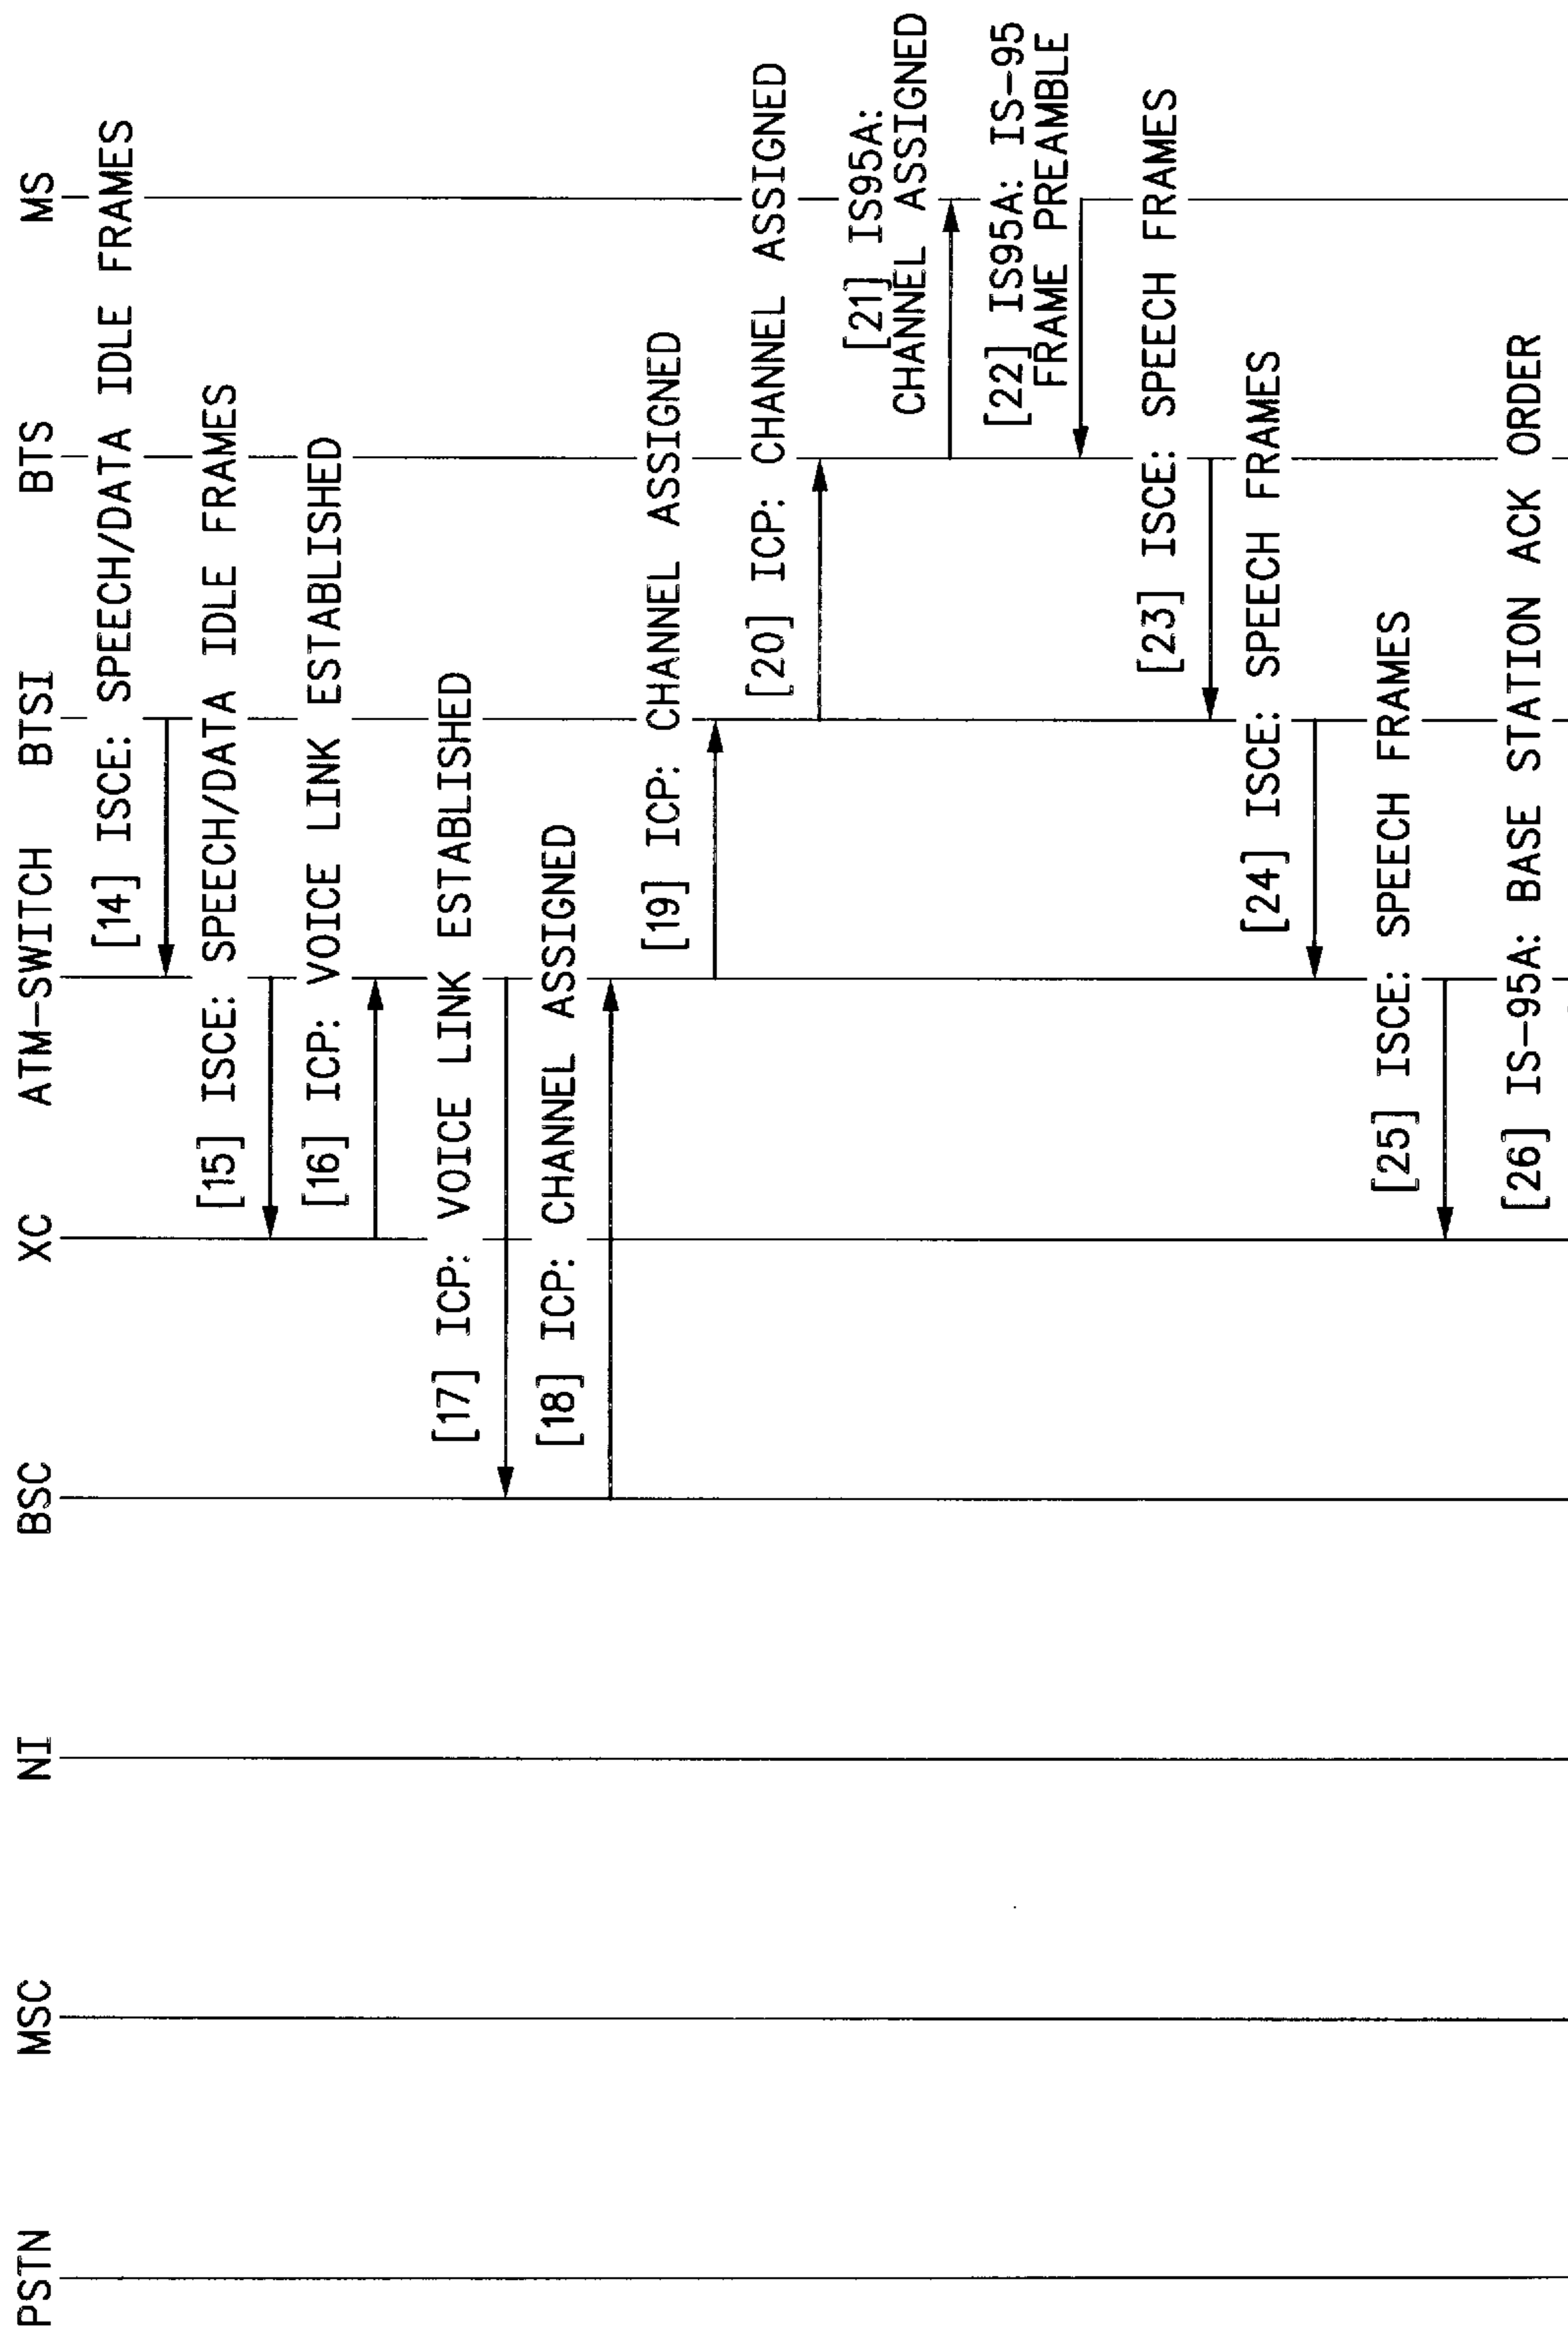 PSTN MSC NI BSC XC ATM-SWITCH BTSI BTS MS
[14] ISCE: SPEECH/DATA IDLE FRAMES
[15] ISCE: SPEECH/DATA IDLE FRAMES
[16] ICP: VOICE LINK ESTABLISHED
[17] ICP: VOICE LINK ESTABLISHED
[18] ICP: CHANNEL ASSIGNED
[19] ICP: CHANNEL ASSIGNED
[20] ICP: CHANNEL ASSIGNED
[21] IS95A:
CHANNEL ASSIGNED
[22] IS95A: IS-95
FRAME PREAMBLE
[23] ISCE: SPEECH FRAMES
[24] ISCE: SPEECH FRAMES
[25] ISCE: SPEECH FRAMES
[26] IS-95A: BASE STATION ACK ORDER